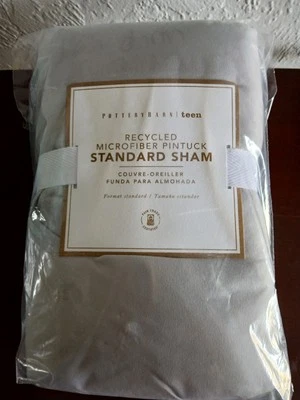 POTTERY BARN | teen
RECYCLED
MICROFIBER PINTUCK
STANDARD SHAM
COUVRE-OREILLER
FUNDA PARA ALMOHADA
Format standard / Tamaño estándar